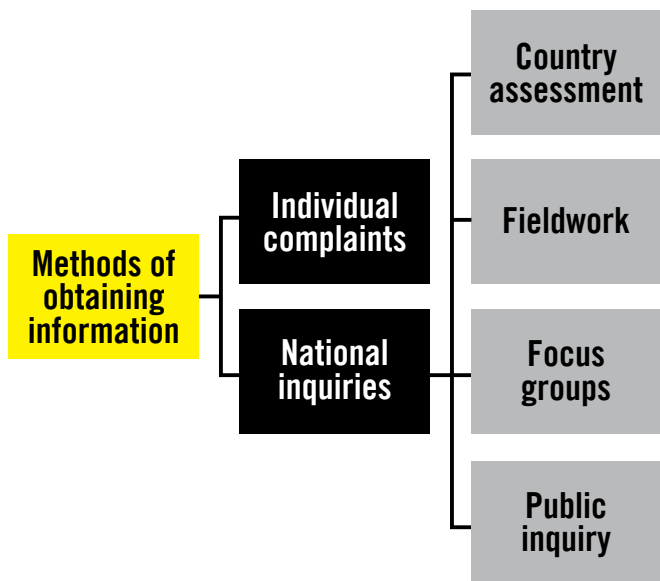 Methods of
obtaining
information
Individual
complaints
National
inquiries
Country
assessment
Fieldwork
Focus
groups
Public
inquiry